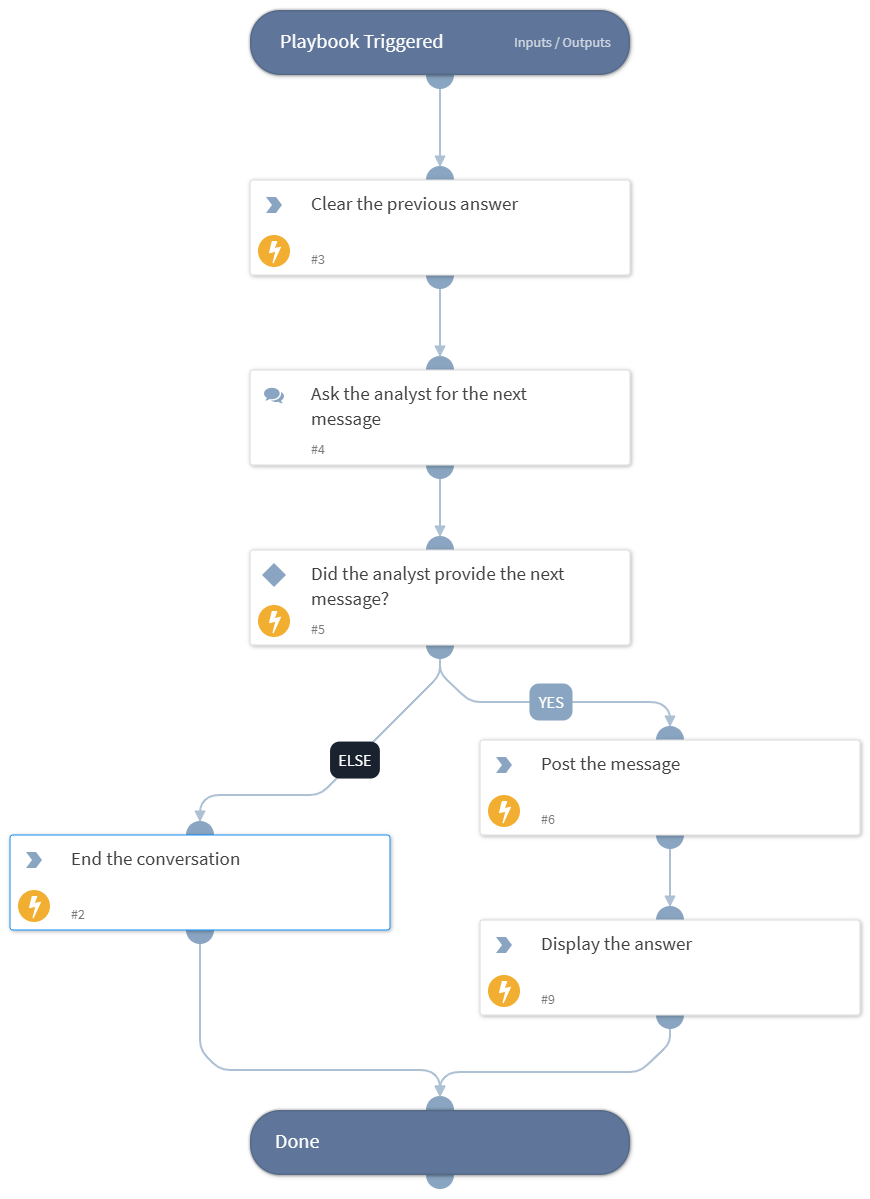 Playbook Triggered
Inputs / Outputs
Clear the previous answer
#3
Ask the analyst for the next
message
#4
Did the analyst provide the next
message?
#5
YES
ELSE
Post the message
#6
End the conversation
#2
Display the answer
#9
Done